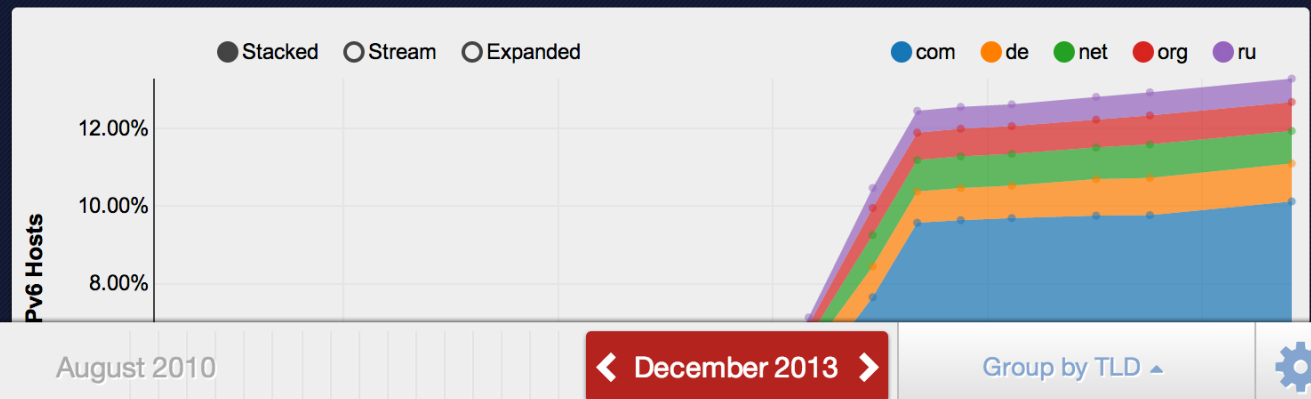 Stacked Stream Expanded com de net org ru
12.00%
10.00%
8.00%
Pv6 Hosts
August 2010 December 2013 Group by TLD